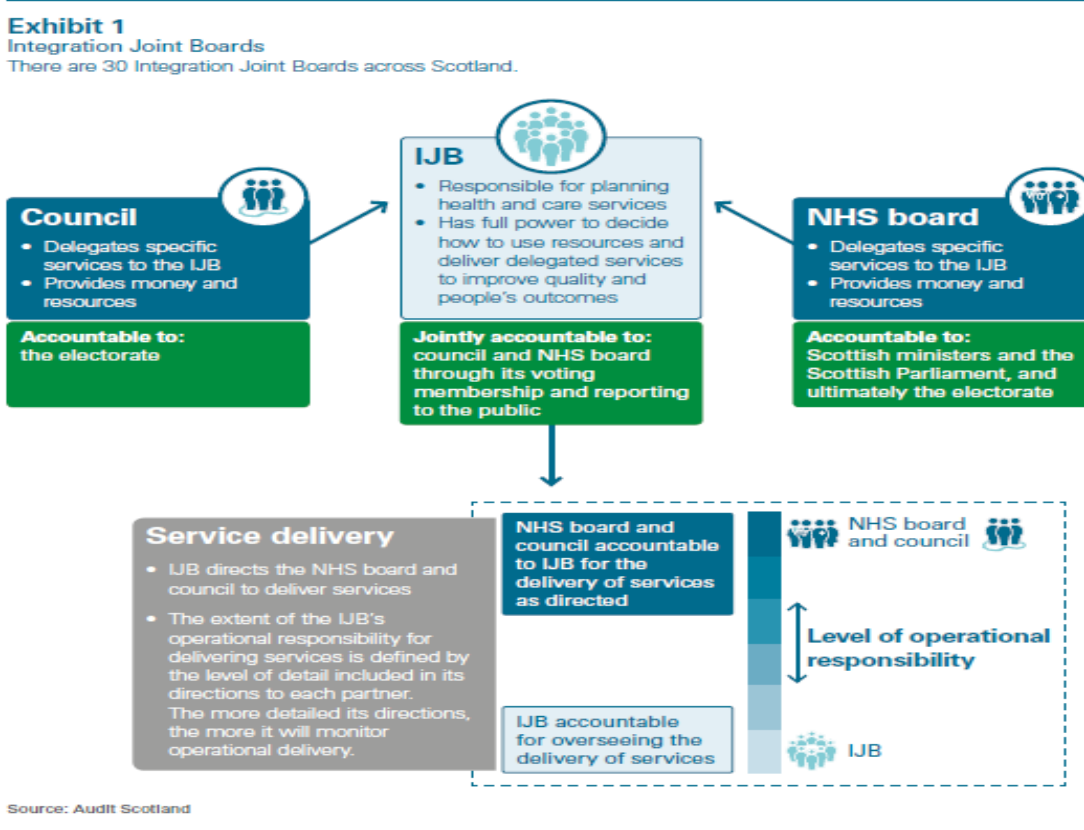 Exhibit 1
Integration Joint Boards
There are 30 Integration Joint Boards across Scotland.
Council
• Delegates specific
services to the IJB
• Provides money and
resources
Accountable to:
the electorate
IJB
• Responsible for planning
health and care services
• Has full power to decide
how to use resources and
deliver delegated services
to improve quality and
people's outcomes
Jointly accountable to:
council and NHS board
through its voting
membership and reporting
to the public
NHS board
• Delegates specific
services to the IJB
• Provides money and
resources
Accountable to:
Scottish ministers and the
Scottish Parliament, and
ultimately the electorate
Service delivery
• IJB directs the NHS board and
council to deliver services
• The extent of the IJB's
operational responsibility for
delivering services is defined by
the level of detail included in its
directions to each partner.
The more detailed its directions,
the more it will monitor
operational delivery.
NHS board and
council accountable
to IJB for the
delivery of services
as directed
IJB accountable
for overseeing the
delivery of services
NHS board
and council
Level of operational
responsibility
IJB
Source: Audit Scotland